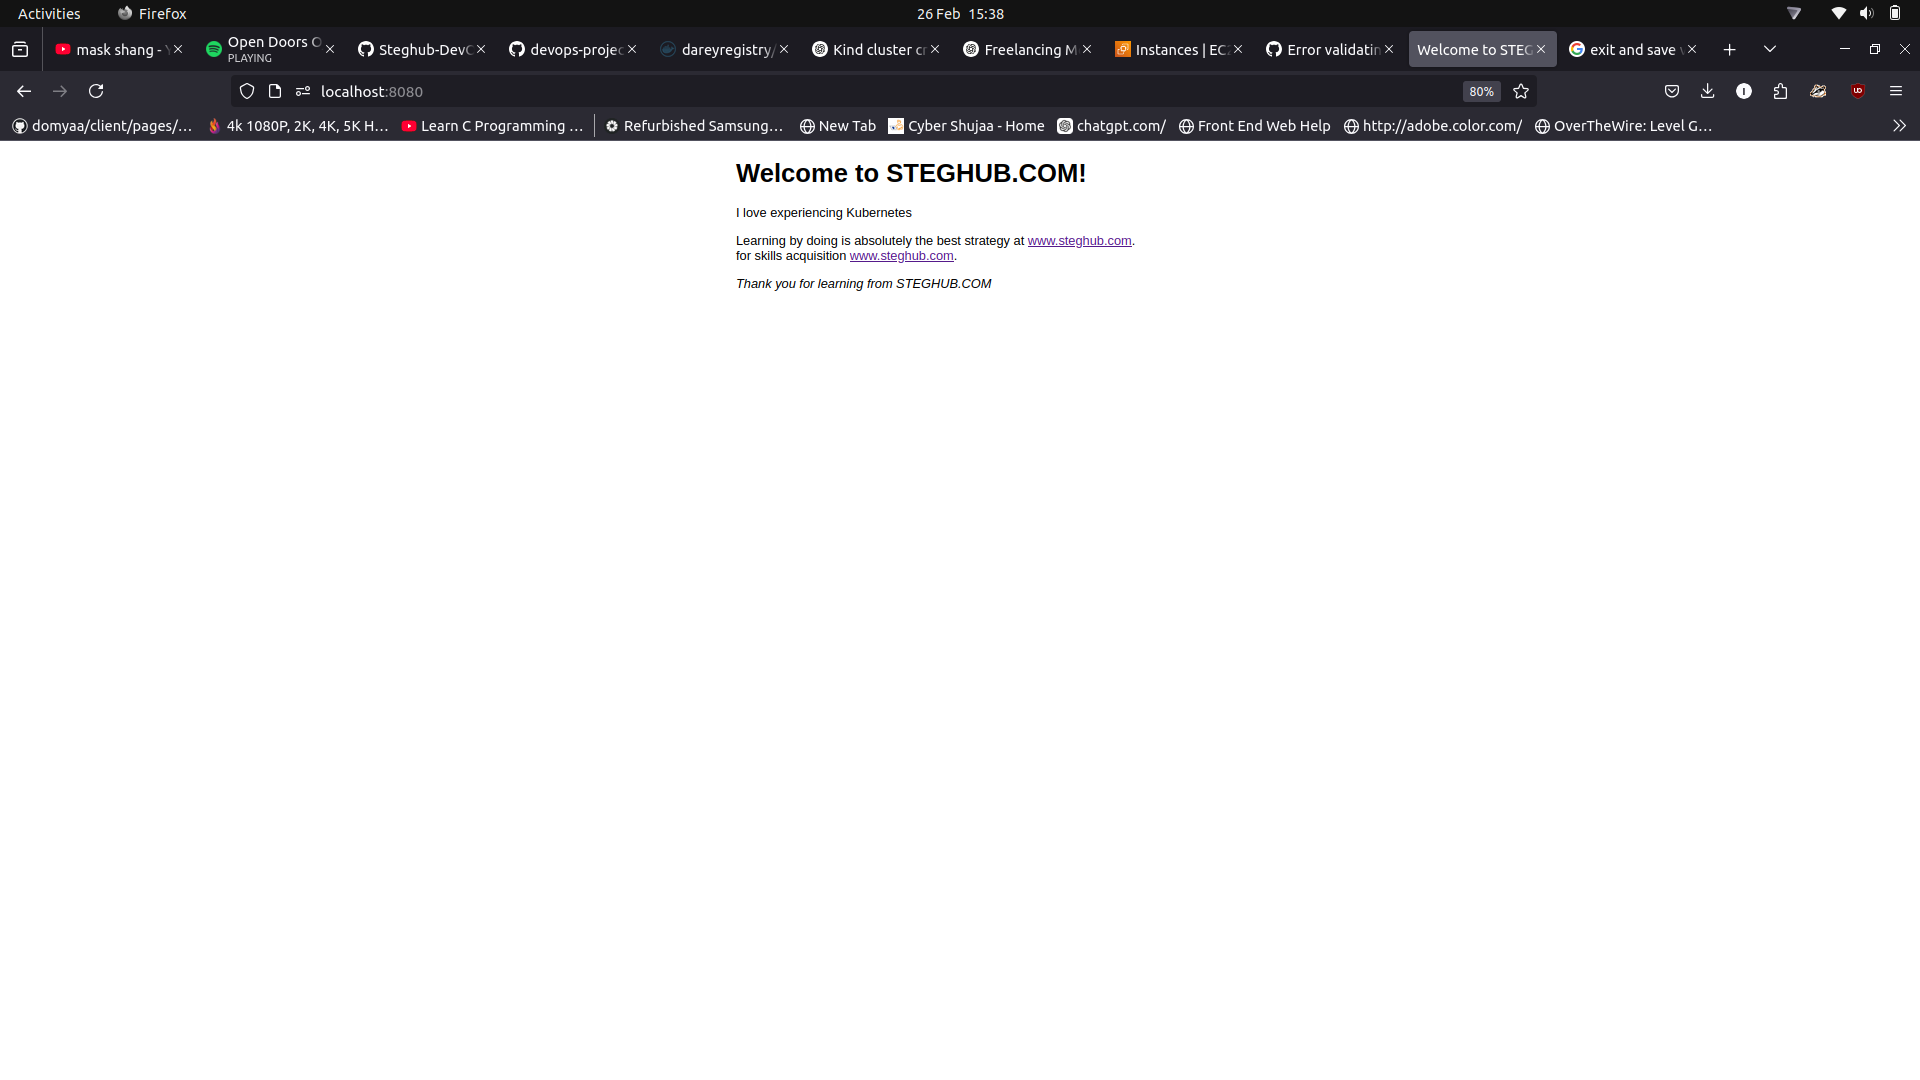 Activities Firefox 26 Feb 15:38
mask shang - Open Doors O Steghub-DevC devops-projec dareyregistry/ Kind cluster cr Freelancing M Instances | EC2 Error validatin Welcome to STEG exit and save v
PLAYING
localhost:8080 80%
domyaa/client/pages/… 4k 1080P, 2K, 4K, 5K H… Learn C Programming … Refurbished Samsung… New Tab Cyber Shujaa - Home chatgpt.com/ Front End Web Help http://adobe.color.com/ OverTheWire: Level G…
Welcome to STEGHUB.COM!
I love experiencing Kubernetes
Learning by doing is absolutely the best strategy at www.steghub.com.
for skills acquisition www.steghub.com.
Thank you for learning from STEGHUB.COM